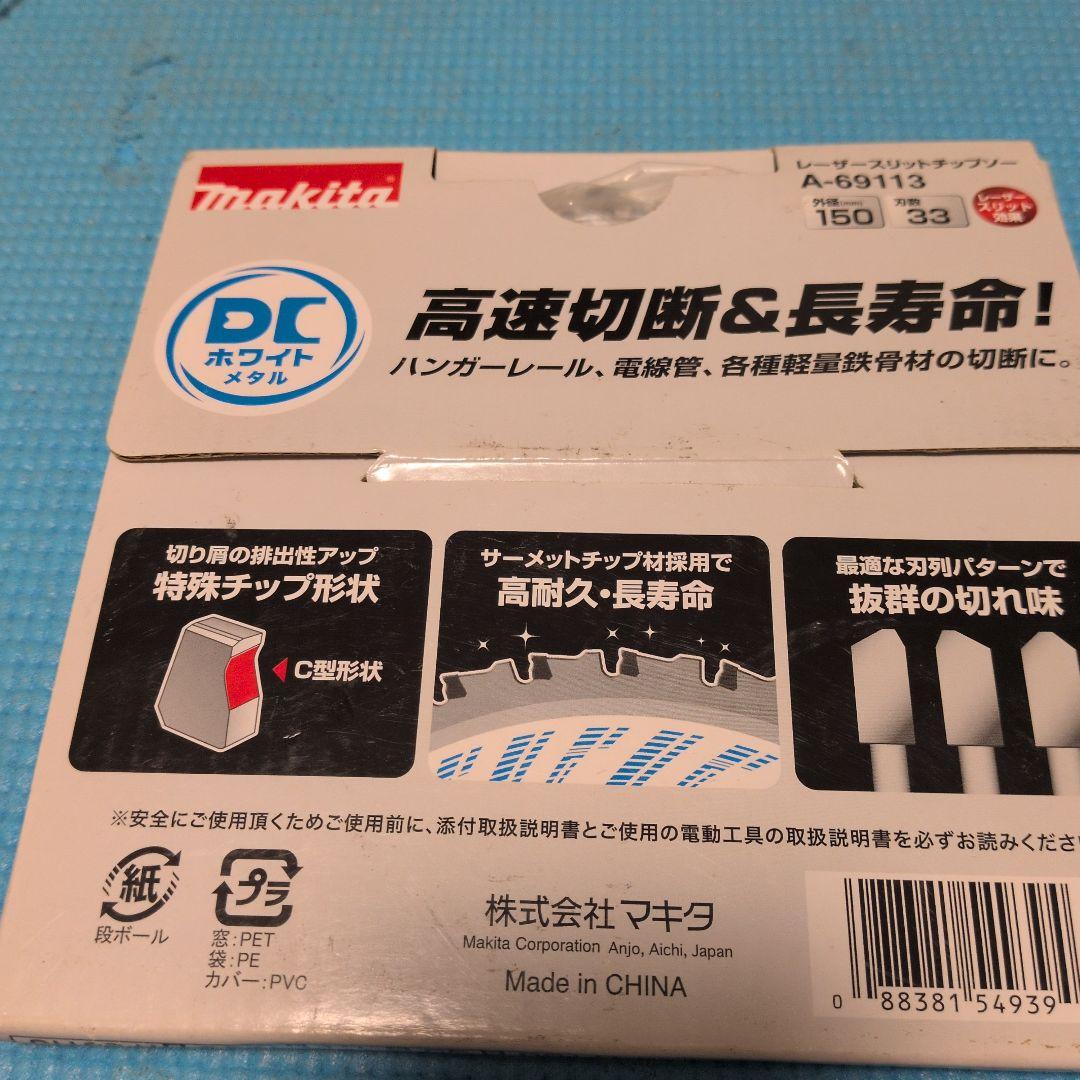 makita
レーザースリットチップソー
A-69113
外径(mm)
150
刃数
33
レーザー
スリット
効果
DC
ホワイト
メタル
高速切断&長寿命!
ハンガーレール、電線管、各種軽量鉄骨材の切断に。
切り屑の排出性アップ
特殊チップ形状
C型形状
サーメットチップ材採用で
高耐久・長寿命
最適な刃列パターンで
抜群の切れ味
※安全にご使用頂くためご使用前に、添付取扱説明書とご使用の電動工具の取扱説明書を必ずお読みくださ
紙
段ボール
プラ
窓:PET
袋:PE
カバー:PVC
株式会社マキタ
Makita Corporation Anjo, Aichi, Japan
Made in CHINA
0 88381 54939